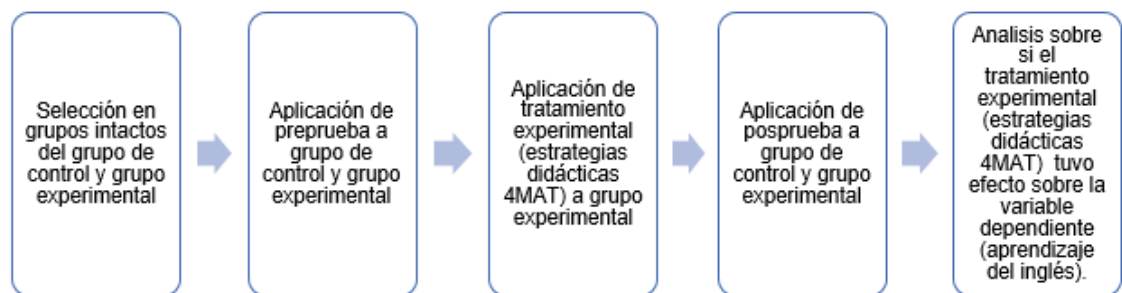 Selección en
grupos intactos
del grupo de
control y grupo
experimental
Aplicación de
preprueba a
grupo de
control y grupo
experimental
Aplicación de
tratamiento
experimental
(estrategias
didácticas
4MAT) a grupo
experimental
Aplicación de
posprueba a
grupo de
control y grupo
experimental
Analisis sobre
si el
tratamiento
experimental
(estrategias
didácticas
4MAT) tuvo
efecto sobre la
variable
dependiente
(aprendizaje
del inglés).